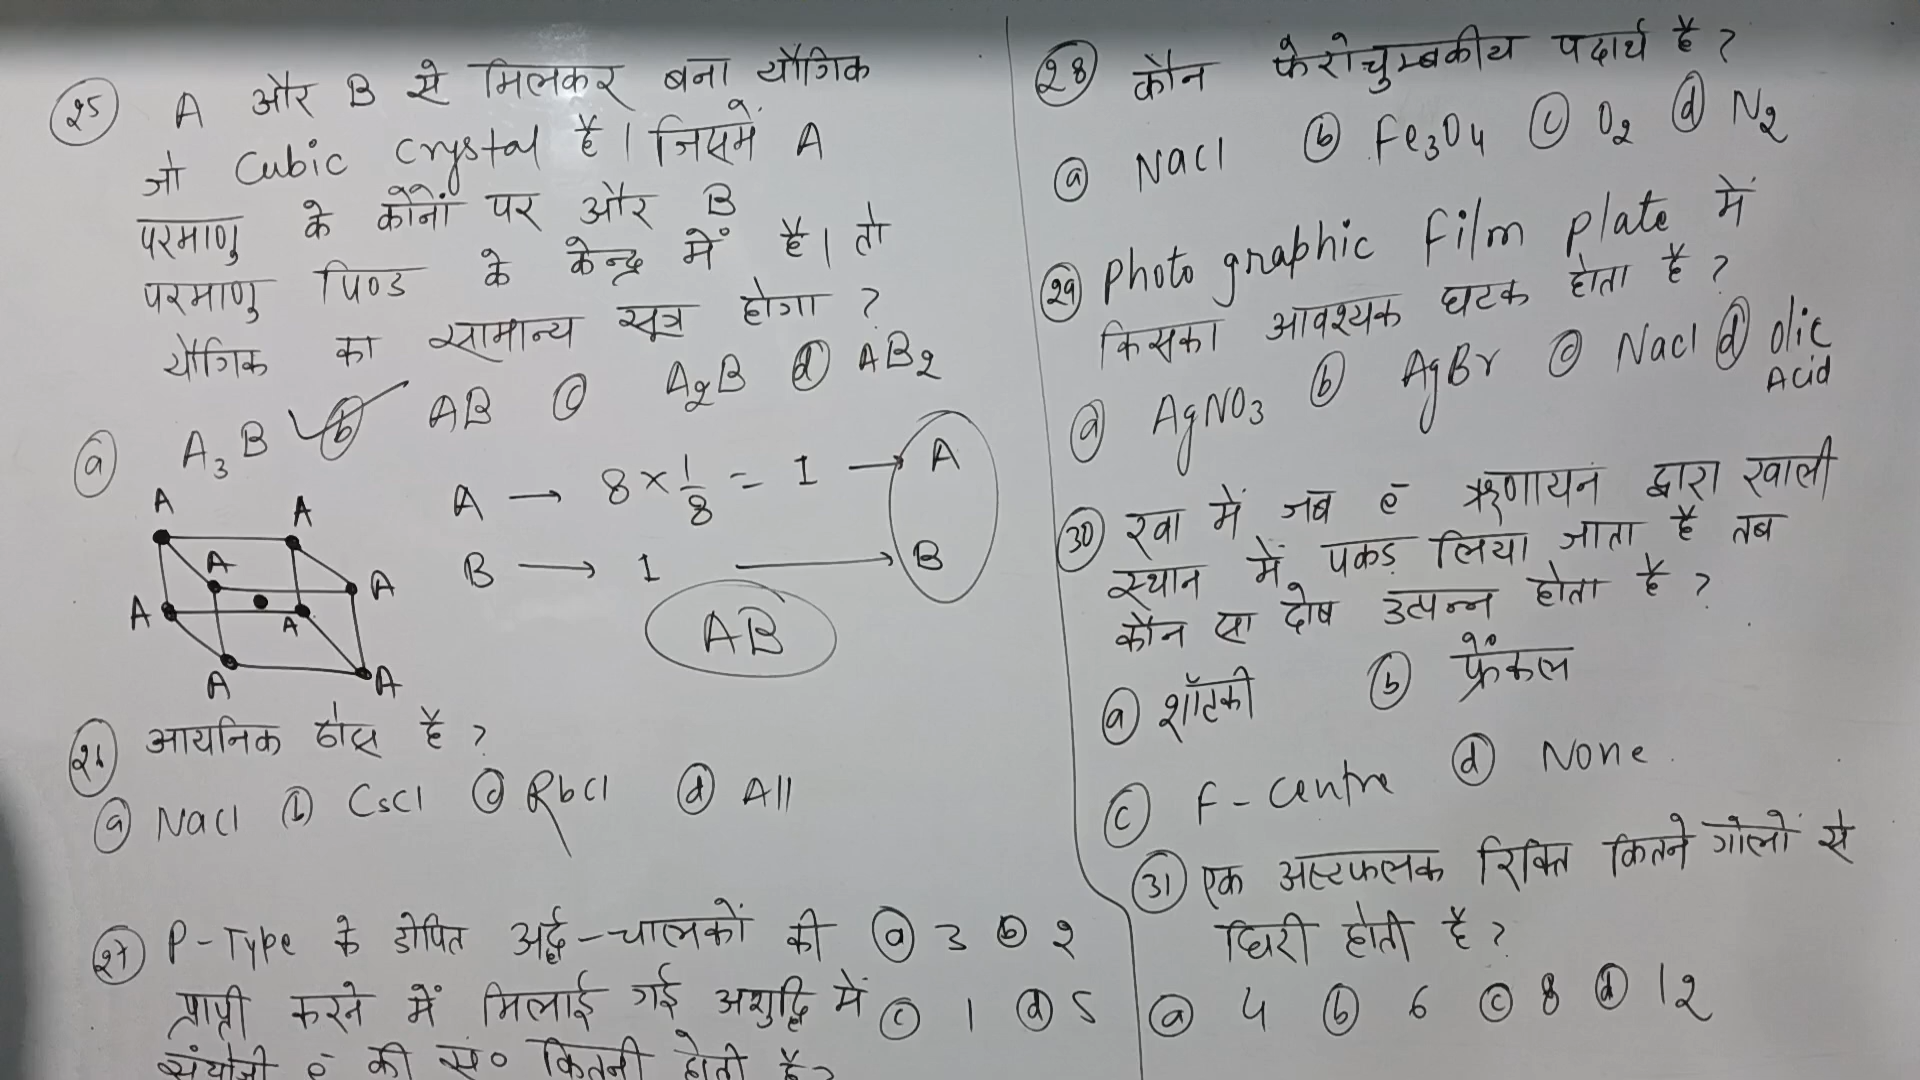 25 A और B से मिलकर बना यौगिक
जो Cubic Crystal है। जिसमें A
परमाणु के कोनों पर और B
परमाणु पिण्ड के केन्द्र में है। तो
यौगिक का सामान्य सूत्र होगा ?
a A3B b AB c A2B d AB2
A → 8 × 1/8 = 1 → A
B → 1 → B
AB
A A
A A
A A
A A
26 आयनिक ठोस है ?
a NaCl b CsCl c RbCl d All
27 P-Type के डोपित अर्द्ध-चालकों की a 3 b 2
प्राप्ती करने में मिलाई गई अशुद्धि में c 1 d 5
संयोजी e- की सं० कितनी होती है?
28 कौन फेरोचुम्बकीय पदार्थ है ?
a NaCl b Fe3O4 c O2 d N2
29 Photo graphic Film plate में
किसका आवश्यक घटक होता है ?
a AgNO3 b AgBr c NaCl d olic Acid
30 रवा में जब e- ऋणायन द्वारा खाली
स्थान में पकड़ लिया जाता है तब
कौन सा दोष उत्पन्न होता है ?
a शॉटकी b फ्रेंकल
c F-Centre d None
31 एक अष्टफलक रिक्ति कितने गोलों से
घिरी होती है ?
a 4 b 6 c 8 d 12